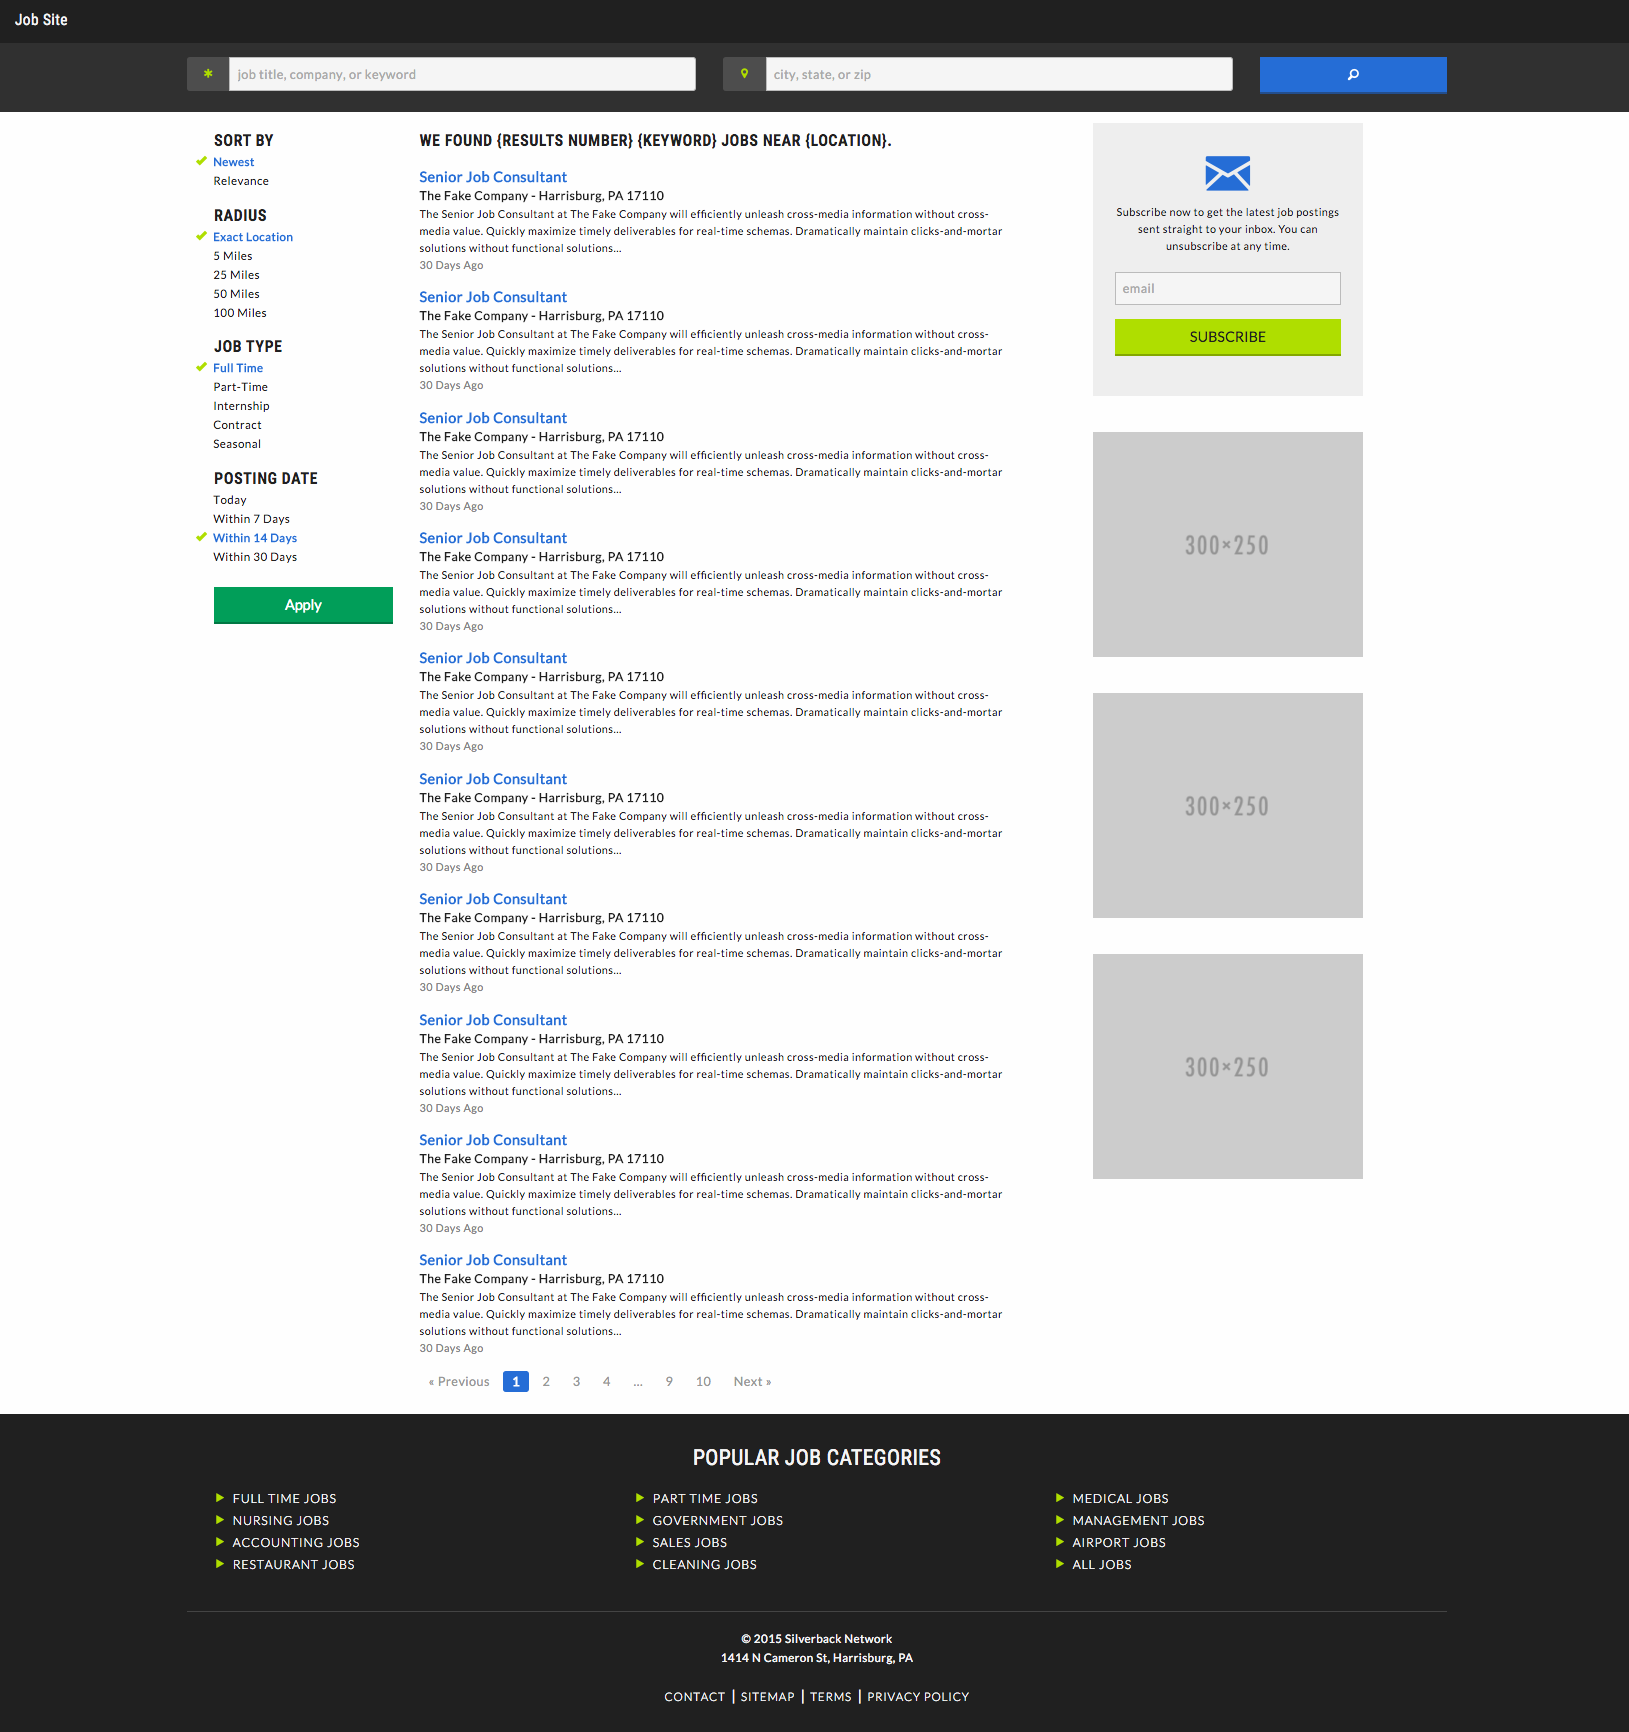 Job Site
job title, company, or keyword
city, state, or zip
SORT BY
Newest
Relevance
RADIUS
Exact Location
5 Miles
25 Miles
50 Miles
100 Miles
JOB TYPE
Full Time
Part-Time
Internship
Contract
Seasonal
POSTING DATE
Today
Within 7 Days
Within 14 Days
Within 30 Days
Apply
WE FOUND {RESULTS NUMBER} {KEYWORD} JOBS NEAR {LOCATION}.
Senior Job Consultant
The Fake Company - Harrisburg, PA 17110
The Senior Job Consultant at The Fake Company will efficiently unleash cross-media information without cross-
media value. Quickly maximize timely deliverables for real-time schemas. Dramatically maintain clicks-and-mortar
solutions without functional solutions...
30 Days Ago
Senior Job Consultant
The Fake Company - Harrisburg, PA 17110
The Senior Job Consultant at The Fake Company will efficiently unleash cross-media information without cross-
media value. Quickly maximize timely deliverables for real-time schemas. Dramatically maintain clicks-and-mortar
solutions without functional solutions...
30 Days Ago
Senior Job Consultant
The Fake Company - Harrisburg, PA 17110
The Senior Job Consultant at The Fake Company will efficiently unleash cross-media information without cross-
media value. Quickly maximize timely deliverables for real-time schemas. Dramatically maintain clicks-and-mortar
solutions without functional solutions...
30 Days Ago
Senior Job Consultant
The Fake Company - Harrisburg, PA 17110
The Senior Job Consultant at The Fake Company will efficiently unleash cross-media information without cross-
media value. Quickly maximize timely deliverables for real-time schemas. Dramatically maintain clicks-and-mortar
solutions without functional solutions...
30 Days Ago
Senior Job Consultant
The Fake Company - Harrisburg, PA 17110
The Senior Job Consultant at The Fake Company will efficiently unleash cross-media information without cross-
media value. Quickly maximize timely deliverables for real-time schemas. Dramatically maintain clicks-and-mortar
solutions without functional solutions...
30 Days Ago
Senior Job Consultant
The Fake Company - Harrisburg, PA 17110
The Senior Job Consultant at The Fake Company will efficiently unleash cross-media information without cross-
media value. Quickly maximize timely deliverables for real-time schemas. Dramatically maintain clicks-and-mortar
solutions without functional solutions...
30 Days Ago
Senior Job Consultant
The Fake Company - Harrisburg, PA 17110
The Senior Job Consultant at The Fake Company will efficiently unleash cross-media information without cross-
media value. Quickly maximize timely deliverables for real-time schemas. Dramatically maintain clicks-and-mortar
solutions without functional solutions...
30 Days Ago
Senior Job Consultant
The Fake Company - Harrisburg, PA 17110
The Senior Job Consultant at The Fake Company will efficiently unleash cross-media information without cross-
media value. Quickly maximize timely deliverables for real-time schemas. Dramatically maintain clicks-and-mortar
solutions without functional solutions...
30 Days Ago
Senior Job Consultant
The Fake Company - Harrisburg, PA 17110
The Senior Job Consultant at The Fake Company will efficiently unleash cross-media information without cross-
media value. Quickly maximize timely deliverables for real-time schemas. Dramatically maintain clicks-and-mortar
solutions without functional solutions...
30 Days Ago
Senior Job Consultant
The Fake Company - Harrisburg, PA 17110
The Senior Job Consultant at The Fake Company will efficiently unleash cross-media information without cross-
media value. Quickly maximize timely deliverables for real-time schemas. Dramatically maintain clicks-and-mortar
solutions without functional solutions...
30 Days Ago
« Previous 1 2 3 4 ... 9 10 Next »
Subscribe now to get the latest job postings
sent straight to your inbox. You can
unsubscribe at any time.
email
SUBSCRIBE
300×250
300×250
300×250
POPULAR JOB CATEGORIES
FULL TIME JOBS
NURSING JOBS
ACCOUNTING JOBS
RESTAURANT JOBS
PART TIME JOBS
GOVERNMENT JOBS
SALES JOBS
CLEANING JOBS
MEDICAL JOBS
MANAGEMENT JOBS
AIRPORT JOBS
ALL JOBS
© 2015 Silverback Network
1414 N Cameron St, Harrisburg, PA
CONTACT | SITEMAP | TERMS | PRIVACY POLICY